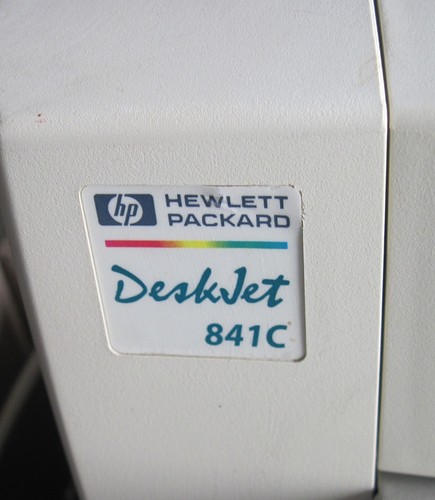 hp HEWLETT
PACKARD
DeskJet
841C